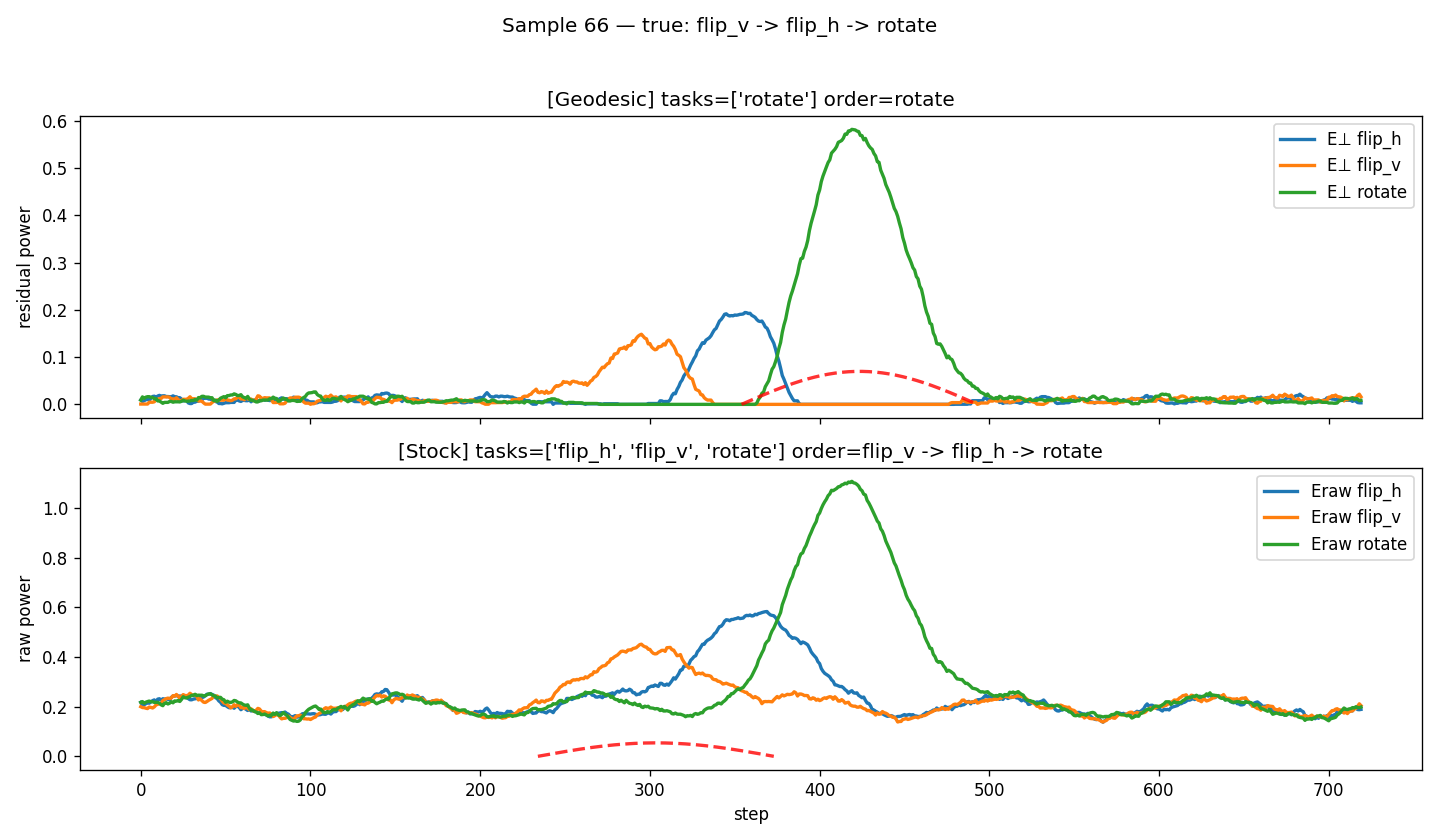 Sample 66 — true: flip_v -> flip_h -> rotate
[Geodesic] tasks=['rotate'] order=rotate
0.6
0.5
0.4
0.3
0.2
0.1
0.0
residual power
E⊥ flip_h
E⊥ flip_v
E⊥ rotate
[Stock] tasks=['flip_h', 'flip_v', 'rotate'] order=flip_v -> flip_h -> rotate
1.0
0.8
0.6
0.4
0.2
0.0
raw power
Eraw flip_h
Eraw flip_v
Eraw rotate
0 100 200 300 400 500 600 700
step